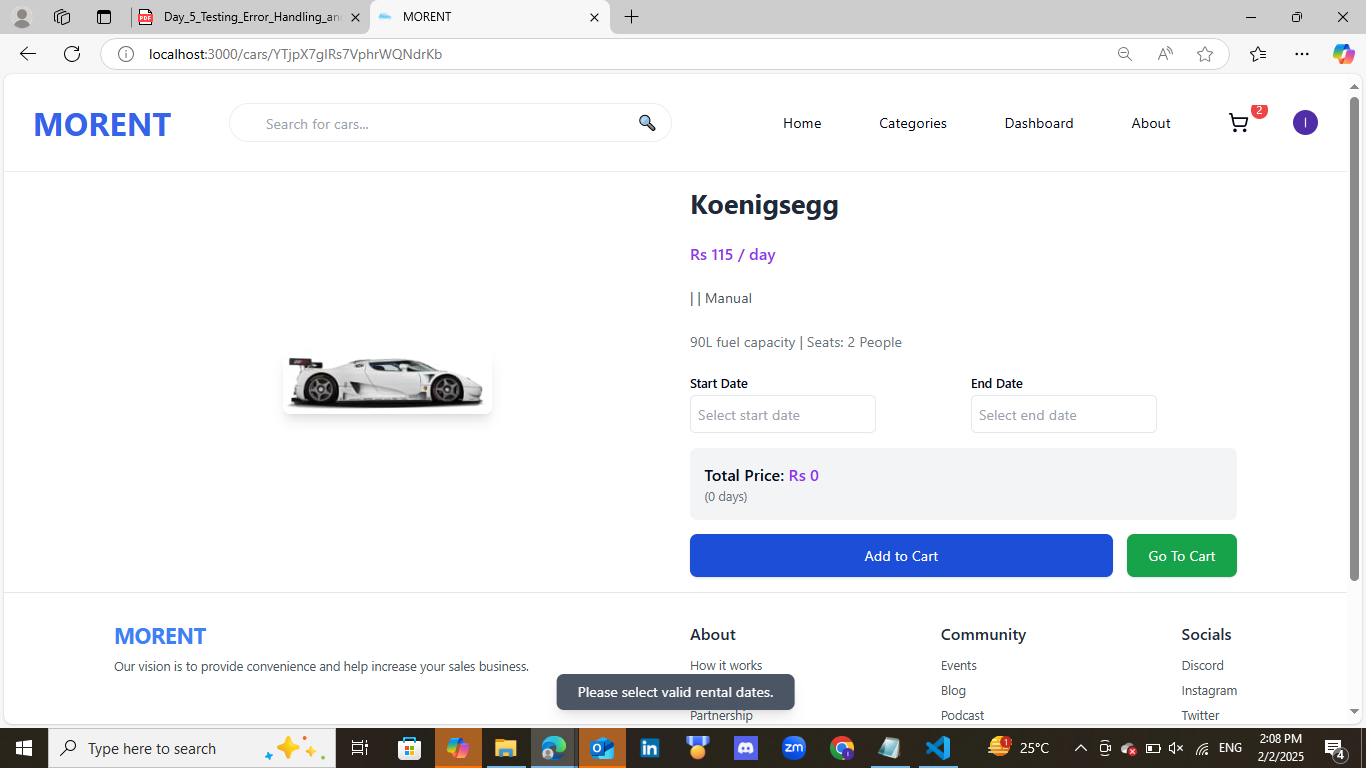 Day_5_Testing_Error_Handling_an
MORENT
localhost:3000/cars/YTjpX7gIRs7VphrWQNdrKb
MORENT
Search for cars...
Home
Categories
Dashboard
About
2
I
Koenigsegg
Rs 115 / day
| | Manual
90L fuel capacity | Seats: 2 People
Start Date
End Date
Select start date
Select end date
Total Price: Rs 0
(0 days)
Add to Cart
Go To Cart
MORENT
Our vision is to provide convenience and help increase your sales business.
About
How it works
Partnership
Community
Events
Blog
Podcast
Socials
Discord
Instagram
Twitter
Please select valid rental dates.
Type here to search
25°C
ENG
2:08 PM
2/2/2025
4